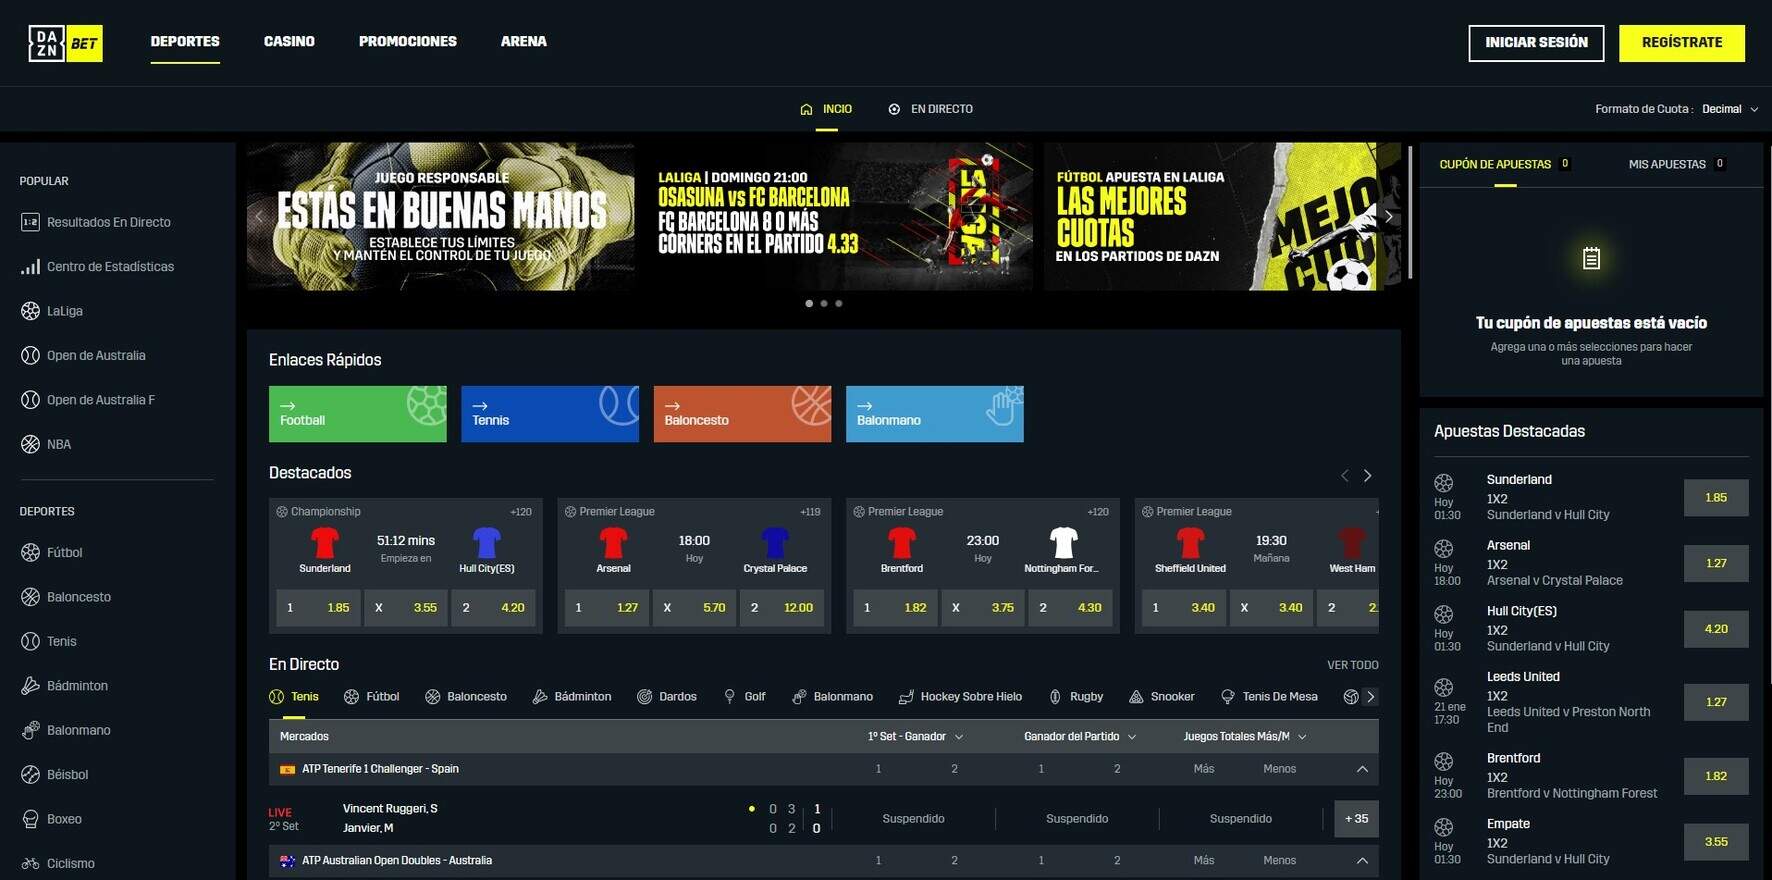 DA
ZN
BET
DEPORTES
CASINO
PROMOCIONES
ARENA
INICIAR SESIÓN
REGÍSTRATE
INCIO
EN DIRECTO
Formato de Cuota : Decimal
POPULAR
1:2 Resultados En Directo
Centro de Estadísticas
LaLiga
Open de Australia
Open de Australia F
NBA
DEPORTES
Fútbol
Baloncesto
Tenis
Bádminton
Balonmano
Béisbol
Boxeo
Ciclismo
JUEGO RESPONSABLE
ESTÁS EN BUENAS MANOS
ESTABLECE TUS LÍMITES
Y MANTÉN EL CONTROL DE TU JUEGO
LALIGA | DOMINGO 21:00
OSASUNA vs FC BARCELONA
FC BARCELONA 8 O MÁS
CÓRNERS EN EL PARTIDO 4.33
FÚTBOL APUESTA EN LALIGA
LAS MEJORES
CUOTAS
EN LOS PARTIDOS DE DAZN
MEJO
CUO
Enlaces Rápidos
Football
Tennis
Baloncesto
Balonmano
Destacados
Championship +120
51:12 mins
Empieza en
Sunderland
Hull City(ES)
1 1.85 X 3.55 2 4.20
Premier League +119
18:00
Hoy
Arsenal
Crystal Palace
1 1.27 X 5.70 2 12.00
Premier League +120
23:00
Hoy
Brentford
Nottingham For...
1 1.82 X 3.75 2 4.30
Premier League +
19:30
Mañana
Sheffield United
West Ham
1 3.40 X 3.40 2 2.
En Directo
VER TODO
Tenis
Fútbol
Baloncesto
Bádminton
Dardos
Golf
Balonmano
Hockey Sobre Hielo
Rugby
Snooker
Tenis De Mesa
Mercados 1º Set - Ganador Ganador del Partido Juegos Totales Más/M
ATP Tenerife 1 Challenger - Spain 1 2 1 2 Más Menos
LIVE
2º Set
Vincent Ruggeri, S 0 3 1
Janvier, M 0 2 0
Suspendido Suspendido Suspendido +35
ATP Australian Open Doubles - Australia 1 2 1 2 Más Menos
CUPÓN DE APUESTAS 0
MIS APUESTAS 0
Tu cupón de apuestas está vacío
Agrega una o más selecciones para hacer
una apuesta
Apuestas Destacadas
Hoy
01:30
Sunderland
1X2
Sunderland v Hull City
1.85
Hoy
18:00
Arsenal
1X2
Arsenal v Crystal Palace
1.27
Hoy
01:30
Hull City(ES)
1X2
Sunderland v Hull City
4.20
21 ene
17:30
Leeds United
1X2
Leeds United v Preston North
End
1.27
Hoy
23:00
Brentford
1X2
Brentford v Nottingham Forest
1.82
Hoy
01:30
Empate
1X2
Sunderland v Hull City
3.55